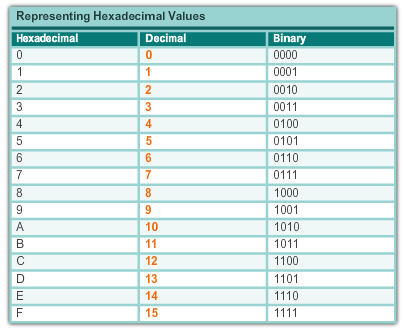 Representing Hexadecimal Values
Hexadecimal Decimal Binary
0 0 0000
1 1 0001
2 2 0010
3 3 0011
4 4 0100
5 5 0101
6 6 0110
7 7 0111
8 8 1000
9 9 1001
A 10 1010
B 11 1011
C 12 1100
D 13 1101
E 14 1110
F 15 1111